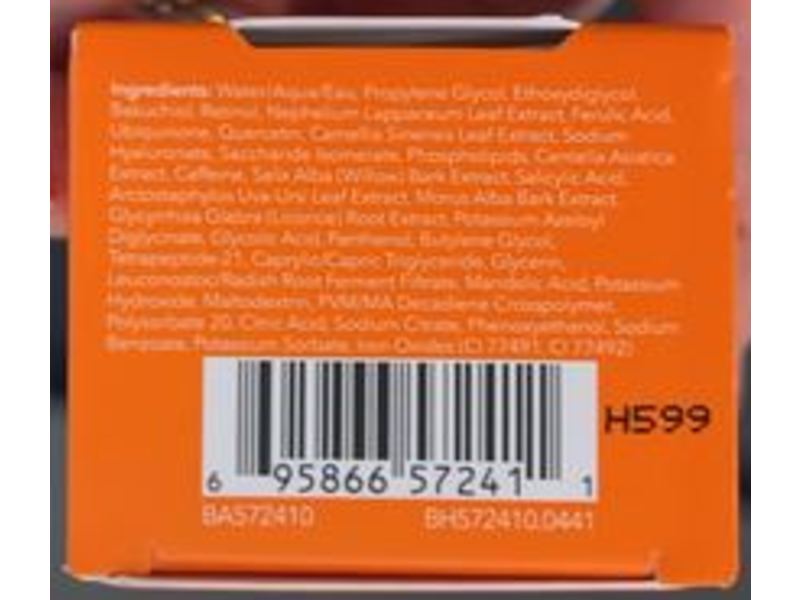 Ingredients: Water/Aqua/Eau, Propylene Glycol, Ethoxydiglycol,
Bakuchiol, Retinol, Nephelium Lappaceum Leaf Extract, Ferulic Acid,
Ubiquinone, Quercetin, Camellia Sinensis Leaf Extract, Sodium
Hyaluronate, Saccharide Isomerate, Phospholipids, Centella Asiatica
Extract, Caffeine, Salix Alba (Willow) Bark Extract, Salicylic Acid,
Arctostaphylos Uva-Ursi Leaf Extract, Morus Alba Bark Extract,
Glycyrrhiza Glabra (Licorice) Root Extract, Potassium Azeloyl
Diglycinate, Glycolic Acid, Panthenol, Butylene Glycol,
Tetrapeptide-21, Caprylic/Capric Triglyceride, Glycerin,
Leuconostoc/Radish Root Ferment Filtrate, Mandelic Acid, Potassium
Hydroxide, Maltodextrin, PVM/MA Decadiene Crosspolymer,
Polysorbate 20, Citric Acid, Sodium Citrate, Phenoxyethanol, Sodium
Benzoate, Potassium Sorbate, Iron Oxides (CI 77491, CI 77492)
H599
6 95866 57241 1
BA572410 BH572410.0441